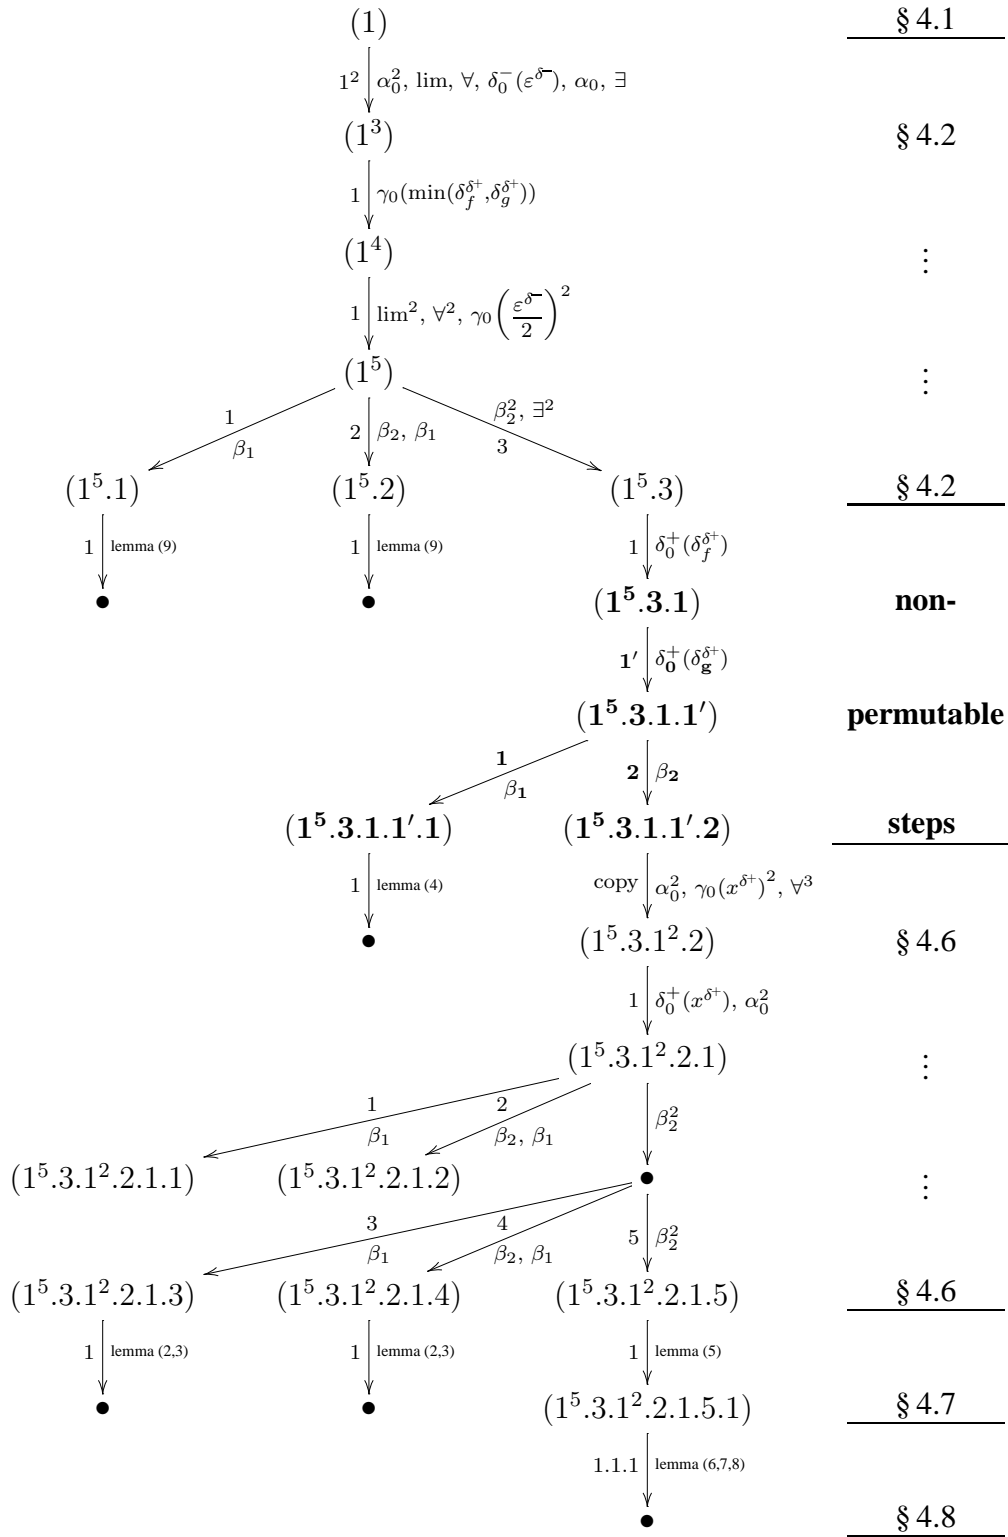 (1) § 4.1
1² α₀², lim, ∀, δ₀⁻(ε^δ⁻), α₀, ∃
(1³) § 4.2
1 γ₀(min(δ_f^δ⁺,δ_g^δ⁺))
(1⁴) ⋮
1 lim², ∀², γ₀(ε^δ⁻/2)²
(1⁵) ⋮
1 β₁ 2 β₂, β₁ β₂², ∃² 3
(1⁵.1) (1⁵.2) (1⁵.3) § 4.2
1 lemma (9) 1 lemma (9) 1 δ₀⁺(δ_f^δ⁺)
• • (1⁵.3.1) non-
1′ δ₀⁺(δ_g^δ⁺)
(1⁵.3.1.1′) permutable
1 β₁ 2 β₂
(1⁵.3.1.1′.1) (1⁵.3.1.1′.2) steps
1 lemma (4) copy α₀², γ₀(x^δ⁺)², ∀³
• (1⁵.3.1².2) § 4.6
1 δ₀⁺(x^δ⁺), α₀²
(1⁵.3.1².2.1) ⋮
1 β₁ 2 β₂, β₁ β₂²
(1⁵.3.1².2.1.1) (1⁵.3.1².2.1.2) • ⋮
3 β₁ 4 β₂, β₁ 5 β₂²
(1⁵.3.1².2.1.3) (1⁵.3.1².2.1.4) (1⁵.3.1².2.1.5) § 4.6
1 lemma (2,3) 1 lemma (2,3) 1 lemma (5)
• • (1⁵.3.1².2.1.5.1) § 4.7
1.1.1 lemma (6,7,8)
• § 4.8